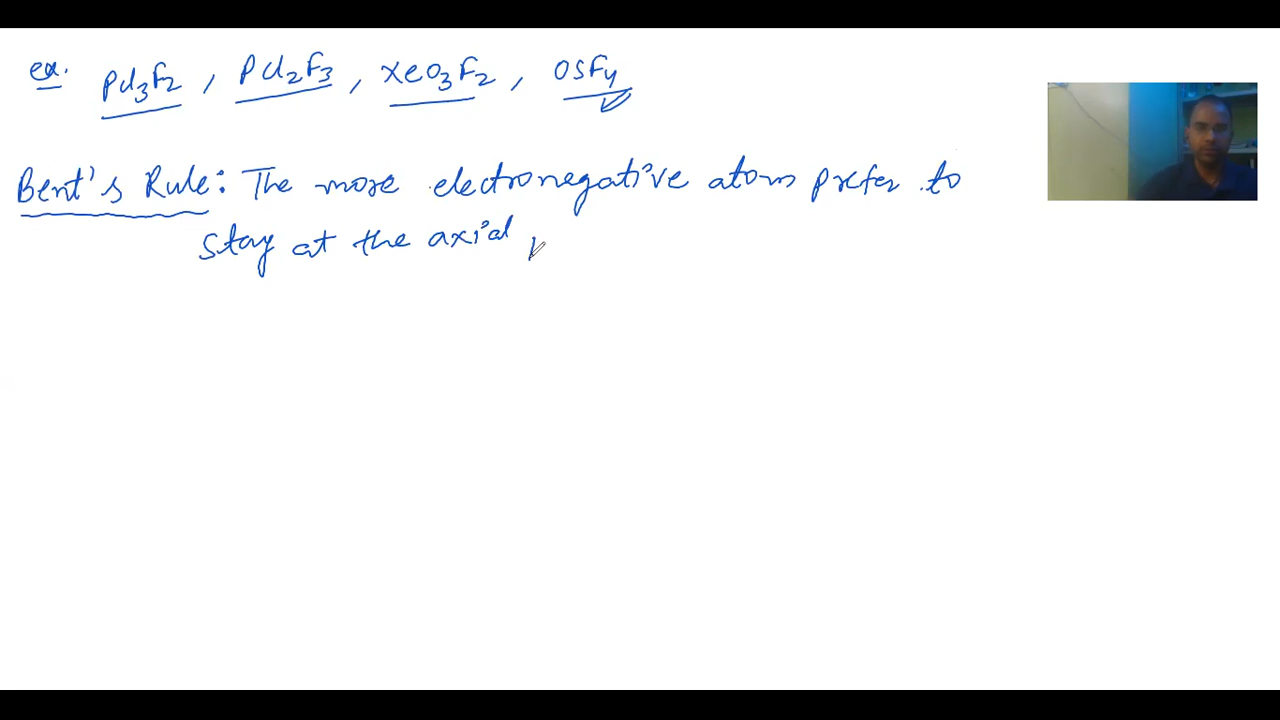 ex. PCl3F2, PCl2F3, XeO3F2, OSF4
Bent's Rule: The more electronegative atom prefer to
stay at the axial